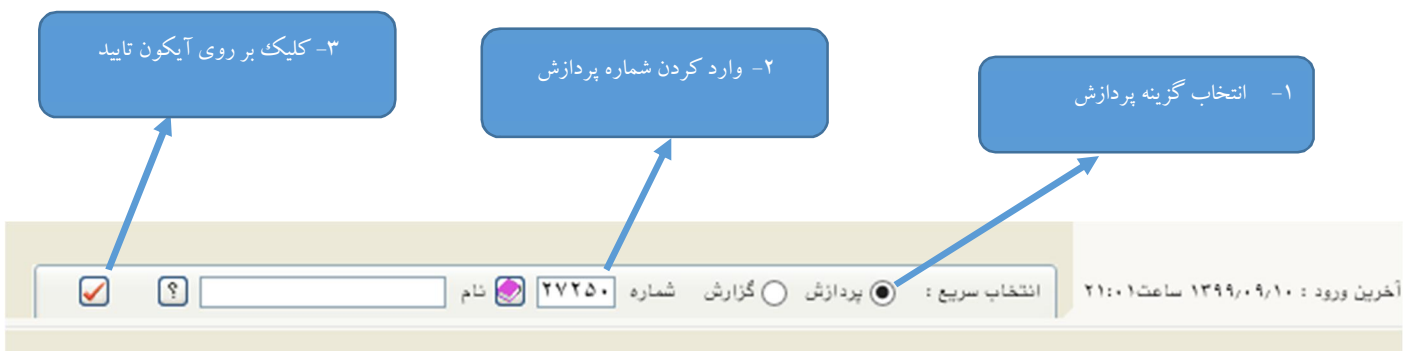 ۱- انتخاب گزینه پردازش
۲- وارد کردن شماره پردازش
۳- کلیک بر روی آیکون تایید
آخرین ورود : ۱۳۹۹٫۰۹٫۱۰ ساعت۲۱:۰۱
انتخاب سریع : پردازش گزارش شماره ۲۷۲۵۰ نام ؟